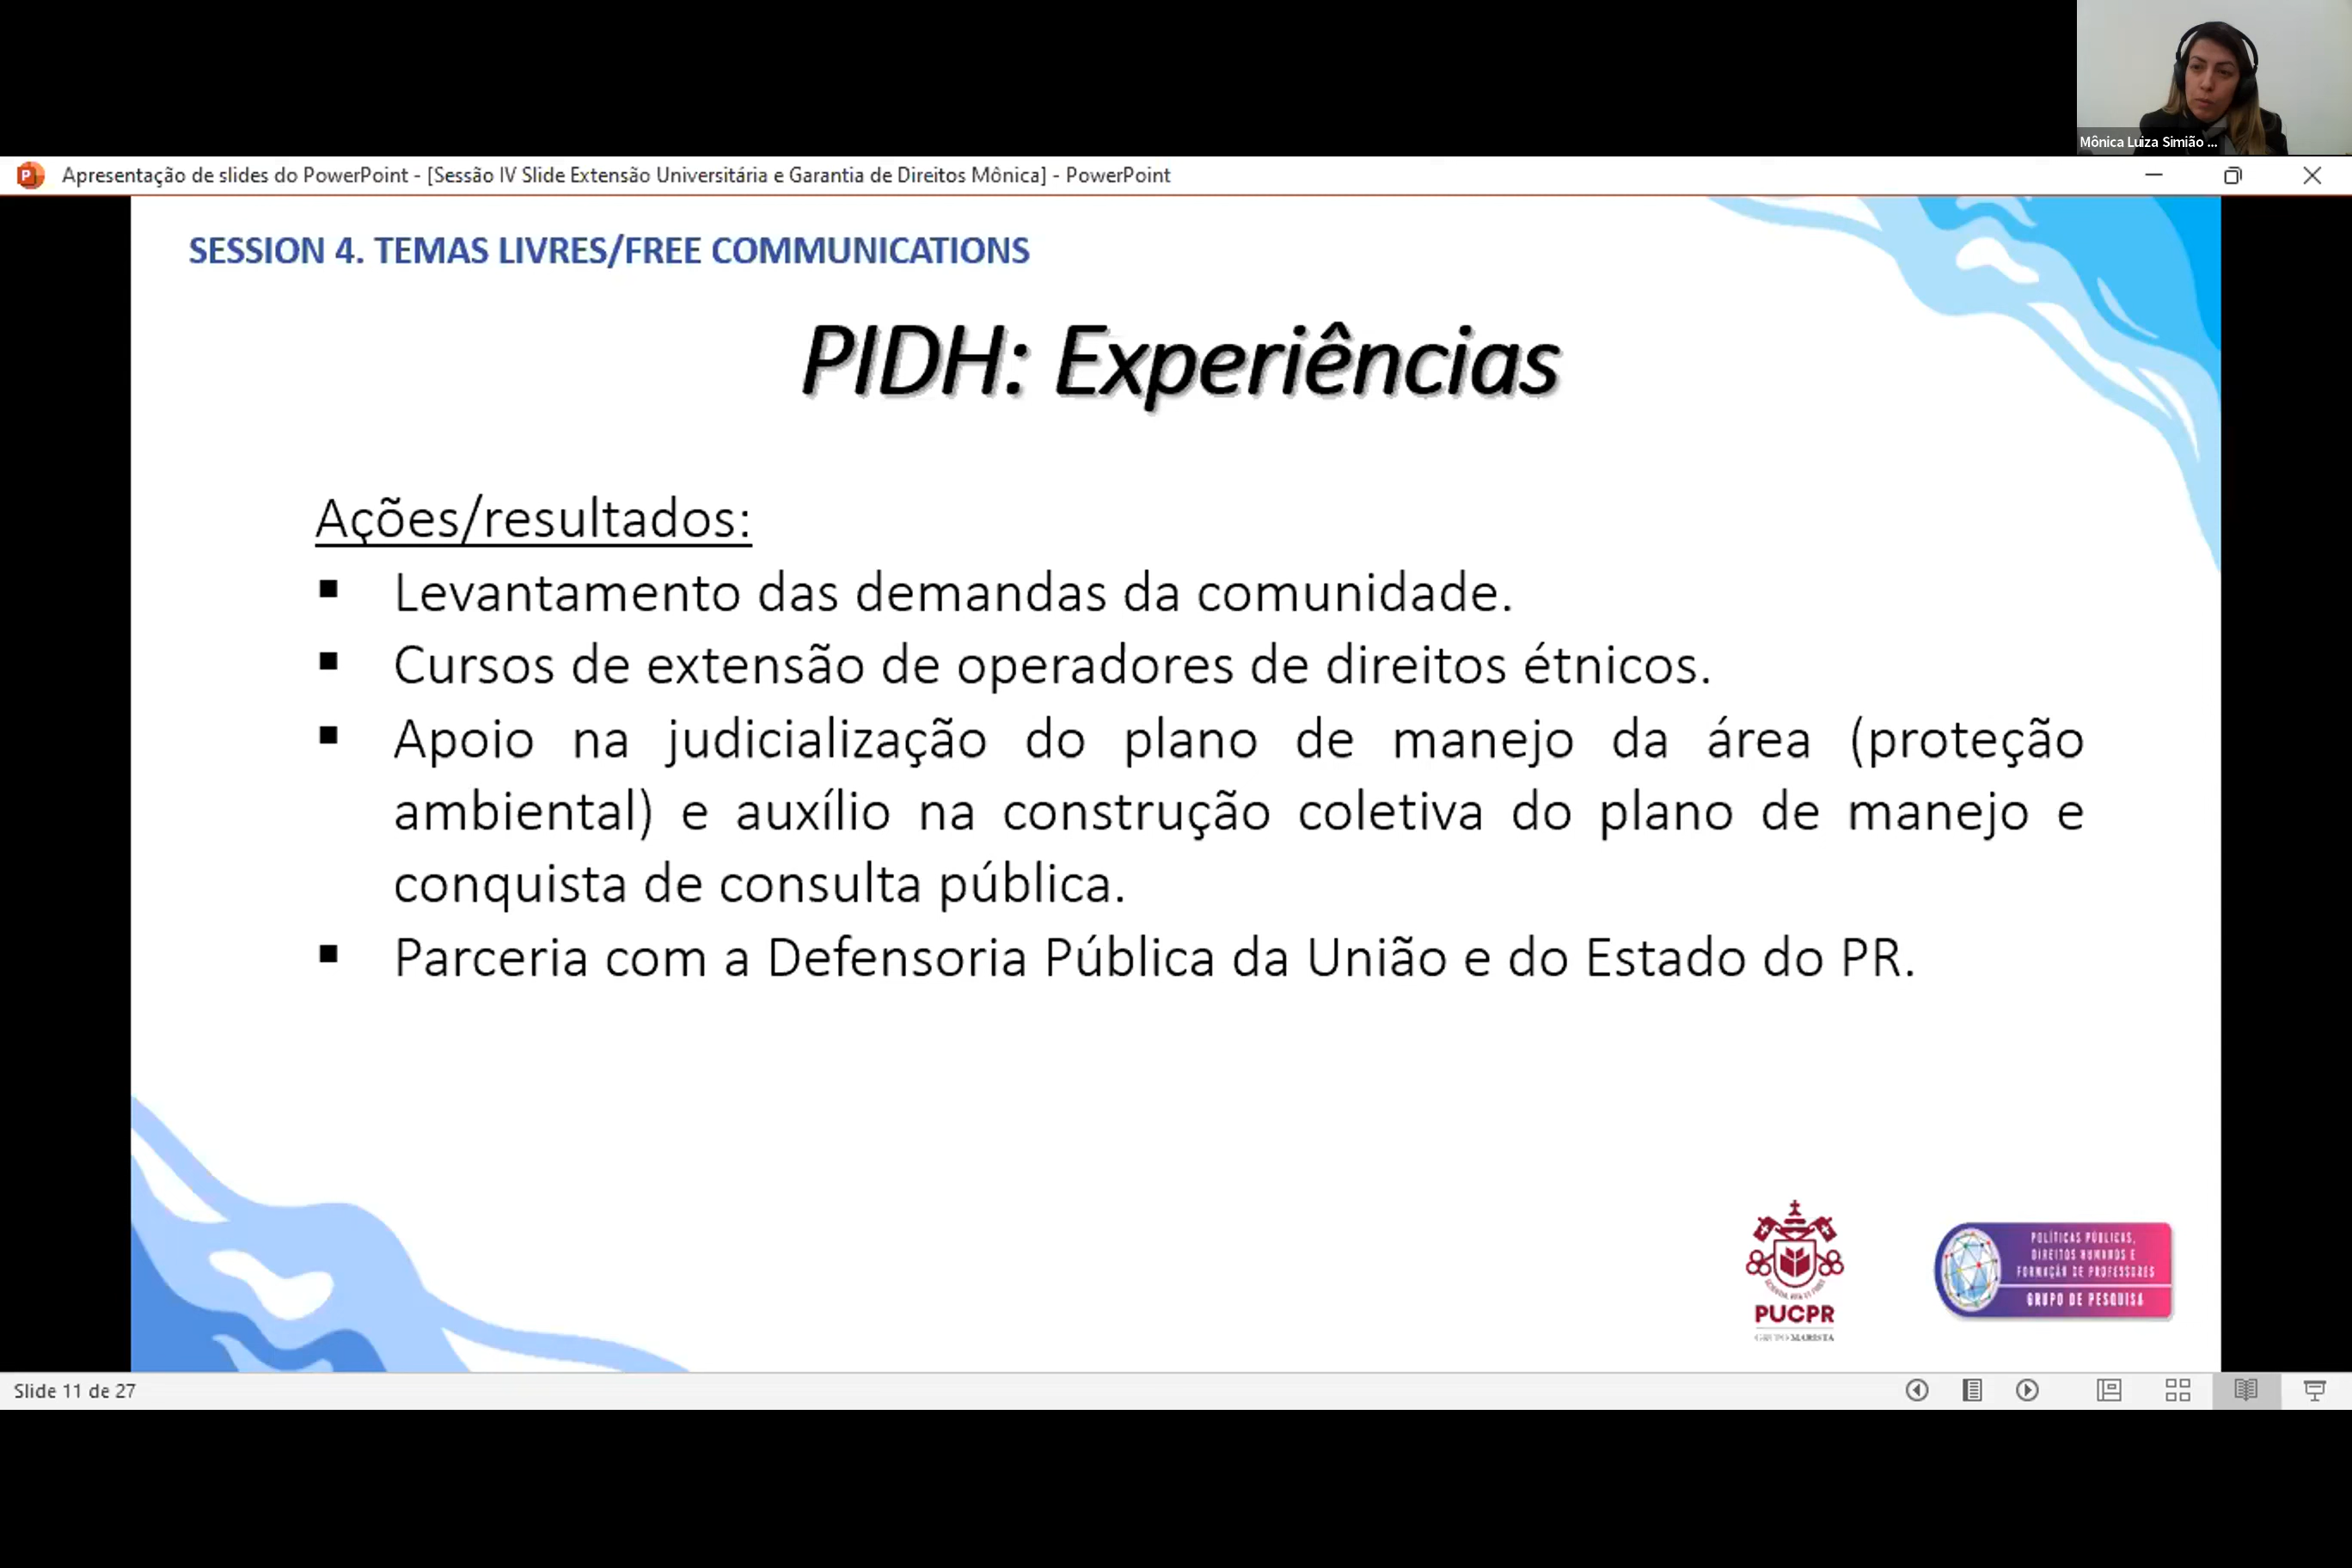 Mônica Luiza Simião ...
Apresentação de slides do PowerPoint - [Sessão IV Slide Extensão Universitária e Garantia de Direitos Mônica] - PowerPoint
SESSION 4. TEMAS LIVRES/FREE COMMUNICATIONS
PIDH: Experiências
Ações/resultados:
Levantamento das demandas da comunidade.
Cursos de extensão de operadores de direitos étnicos.
Apoio na judicialização do plano de manejo da área (proteção
ambiental) e auxílio na construção coletiva do plano de manejo e
conquista de consulta pública.
Parceria com a Defensoria Pública da União e do Estado do PR.
PUCPR
GRUPO MARISTA
POLÍTICAS PÚBLICAS,
DIREITOS HUMANOS E
FORMAÇÃO DE PROFESSORES
GRUPO DE PESQUISA
Slide 11 de 27